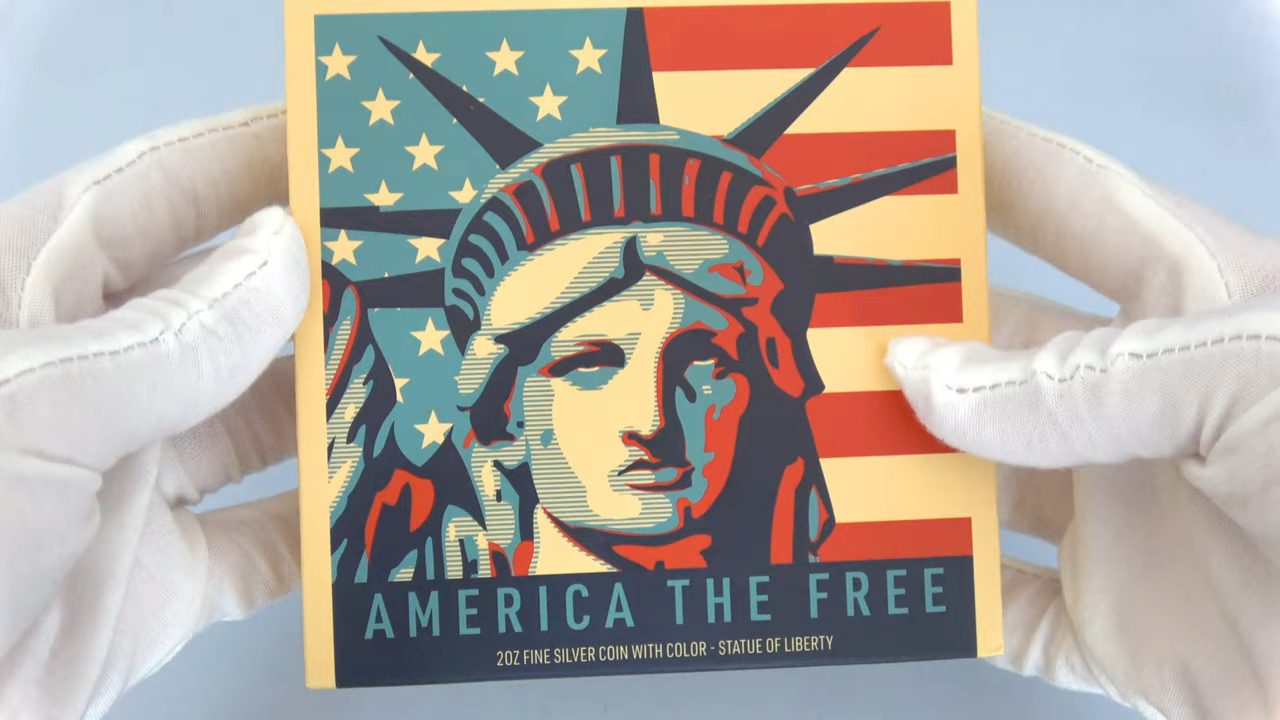 AMERICA THE FREE
2OZ FINE SILVER COIN WITH COLOR - STATUE OF LIBERTY